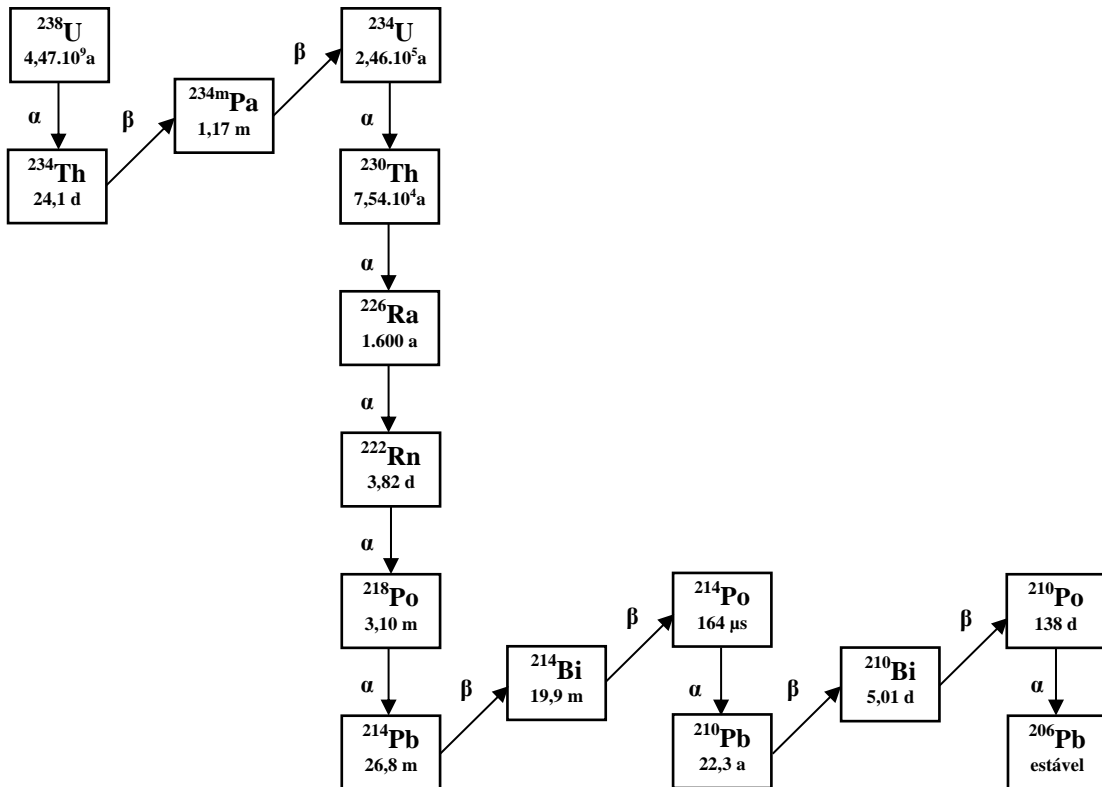 ²³⁸U
4,47.10⁹a
²³⁴U
2,46.10⁵a
β
²³⁴ᵐPa
1,17 m
α
β
α
²³⁴Th
24,1 d
²³⁰Th
7,54.10⁴a
α
²²⁶Ra
1.600 a
α
²²²Rn
3,82 d
α
²¹⁸Po
3,10 m
²¹⁴Po
164 µs
²¹⁰Po
138 d
β
β
²¹⁴Bi
19,9 m
²¹⁰Bi
5,01 d
α
β
α
β
α
²¹⁴Pb
26,8 m
²¹⁰Pb
22,3 a
²⁰⁶Pb
estável